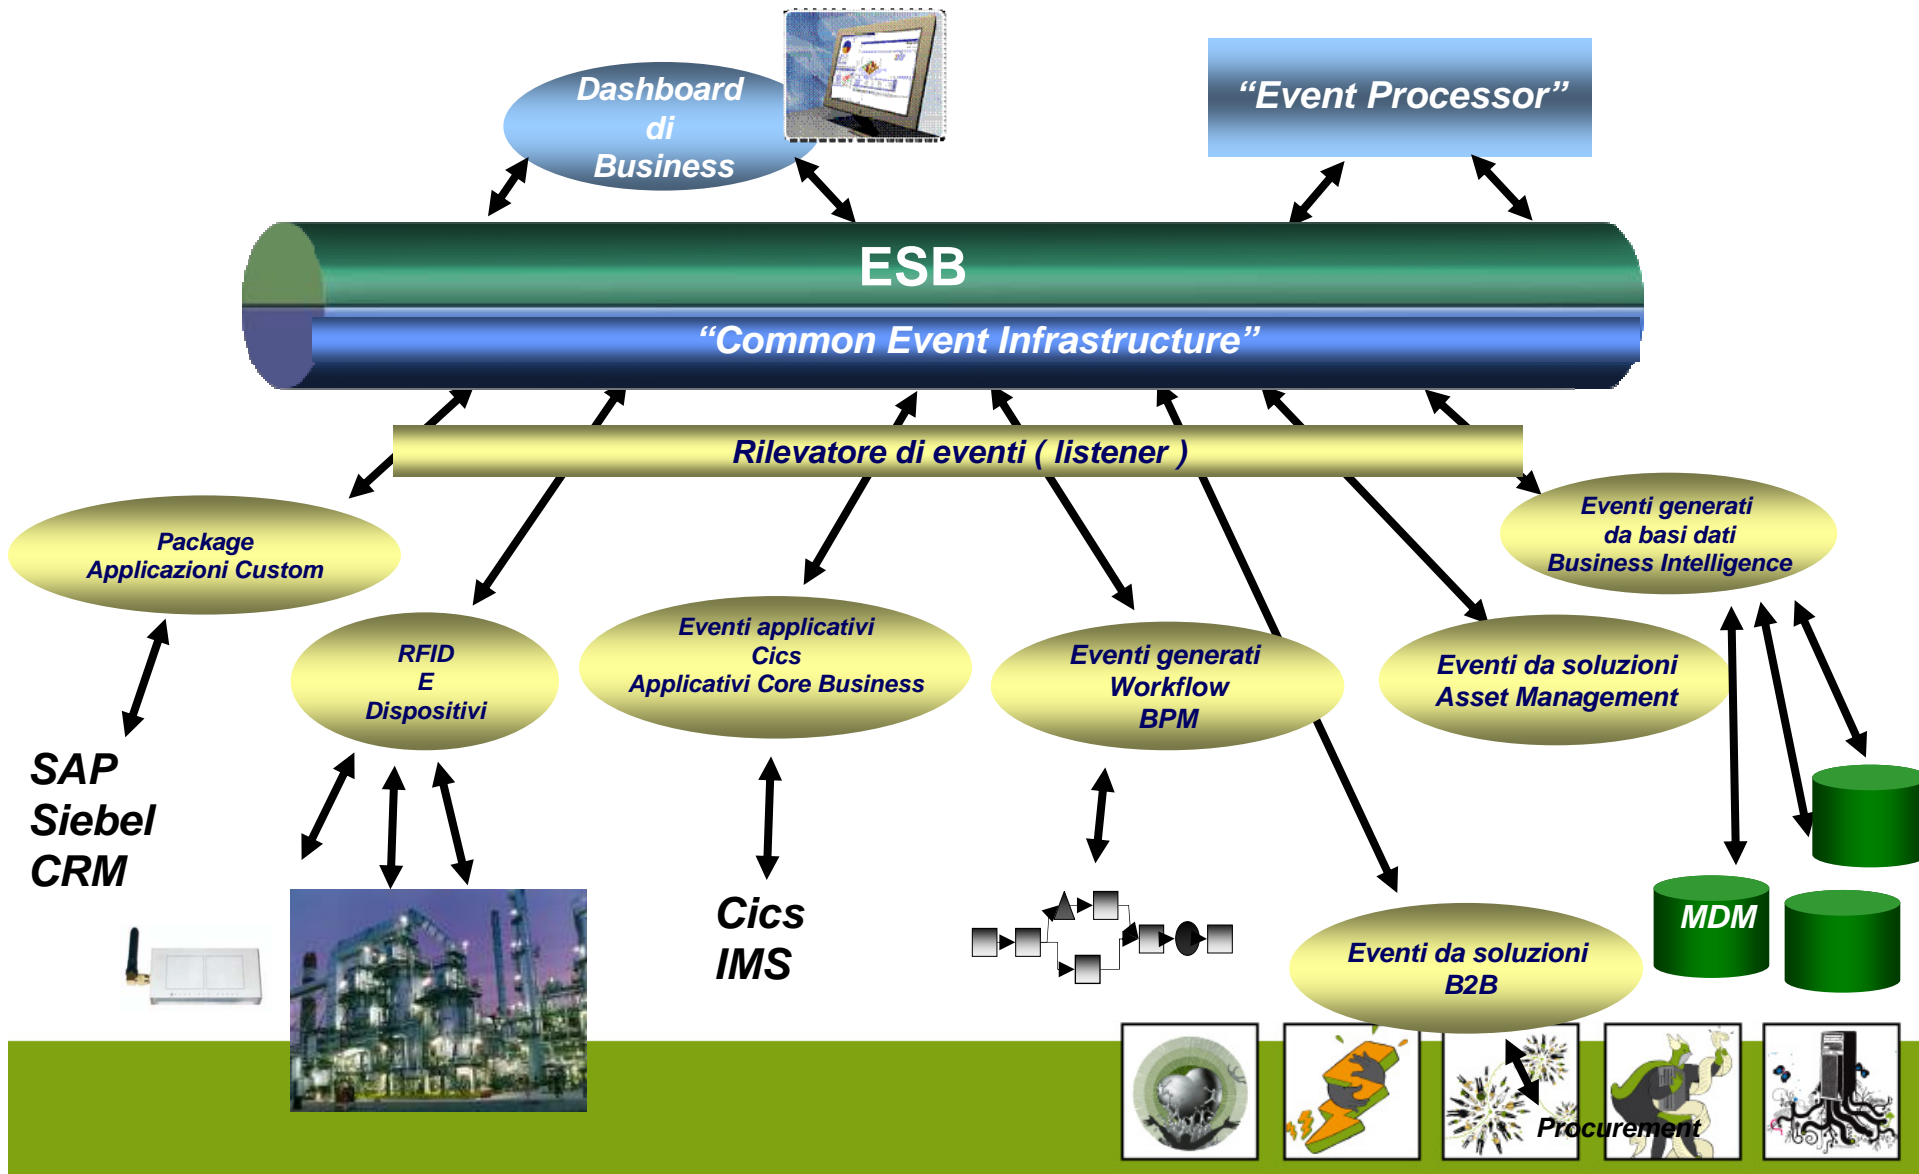 Dashboard
di
Business
“Event Processor”
ESB
“Common Event Infrastructure”
Rilevatore di eventi ( listener )
Package
Applicazioni Custom
RFID
E
Dispositivi
Eventi applicativi
Cics
Applicativi Core Business
Eventi generati
Workflow
BPM
Eventi da soluzioni
Asset Management
Eventi generati
da basi dati
Business Intelligence
SAP
Siebel
CRM
Cics
IMS
Eventi da soluzioni
B2B
MDM
Procurement